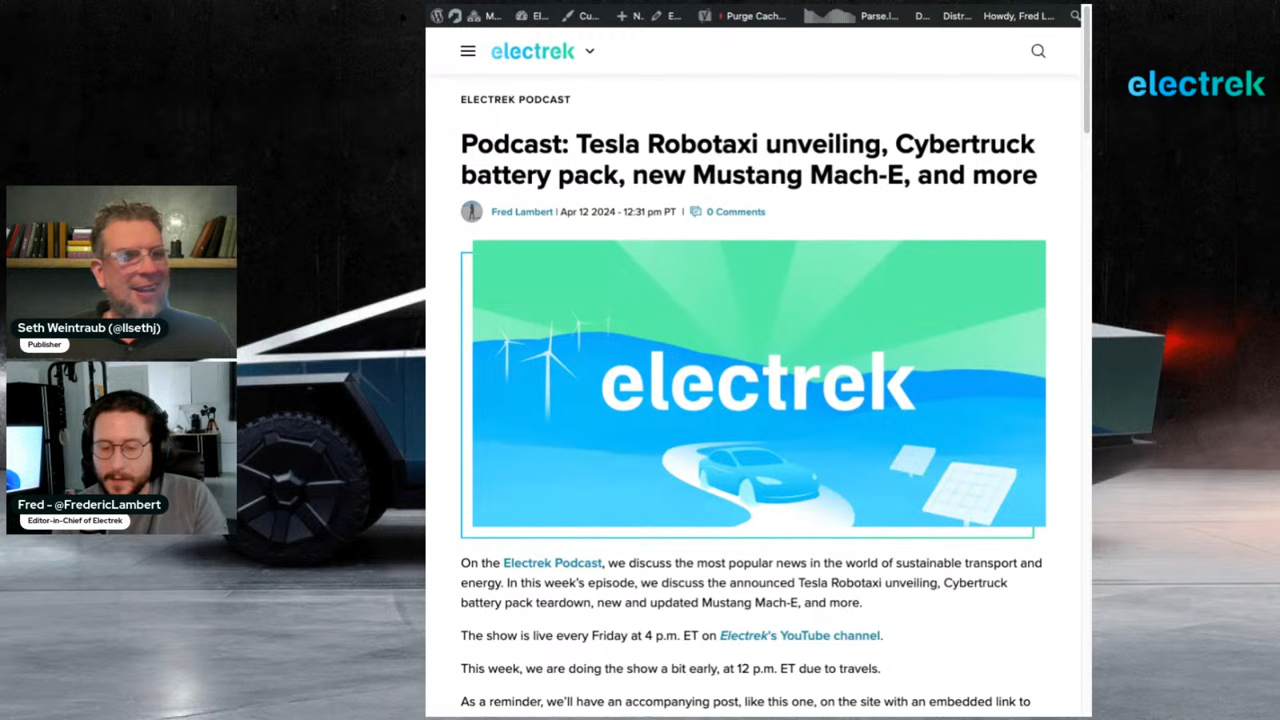 M...
El...
Cu...
N.
E...
Purge Cach...
Parse.l...
D...
Distr...
Howdy, Fred L...
electrek
electrek
ELECTREK PODCAST
Podcast: Tesla Robotaxi unveiling, Cybertruck
battery pack, new Mustang Mach-E, and more
Fred Lambert | Apr 12 2024 - 12:31 pm PT | 0 Comments
Seth Weintraub (@llsethj)
Publisher
electrek
Fred - @FredericLambert
Editor-in-Chief of Electrek
On the Electrek Podcast, we discuss the most popular news in the world of sustainable transport and
energy. In this week's episode, we discuss the announced Tesla Robotaxi unveiling, Cybertruck
battery pack teardown, new and updated Mustang Mach-E, and more.
The show is live every Friday at 4 p.m. ET on Electrek's YouTube channel.
This week, we are doing the show a bit early, at 12 p.m. ET due to travels.
As a reminder, we'll have an accompanying post, like this one, on the site with an embedded link to